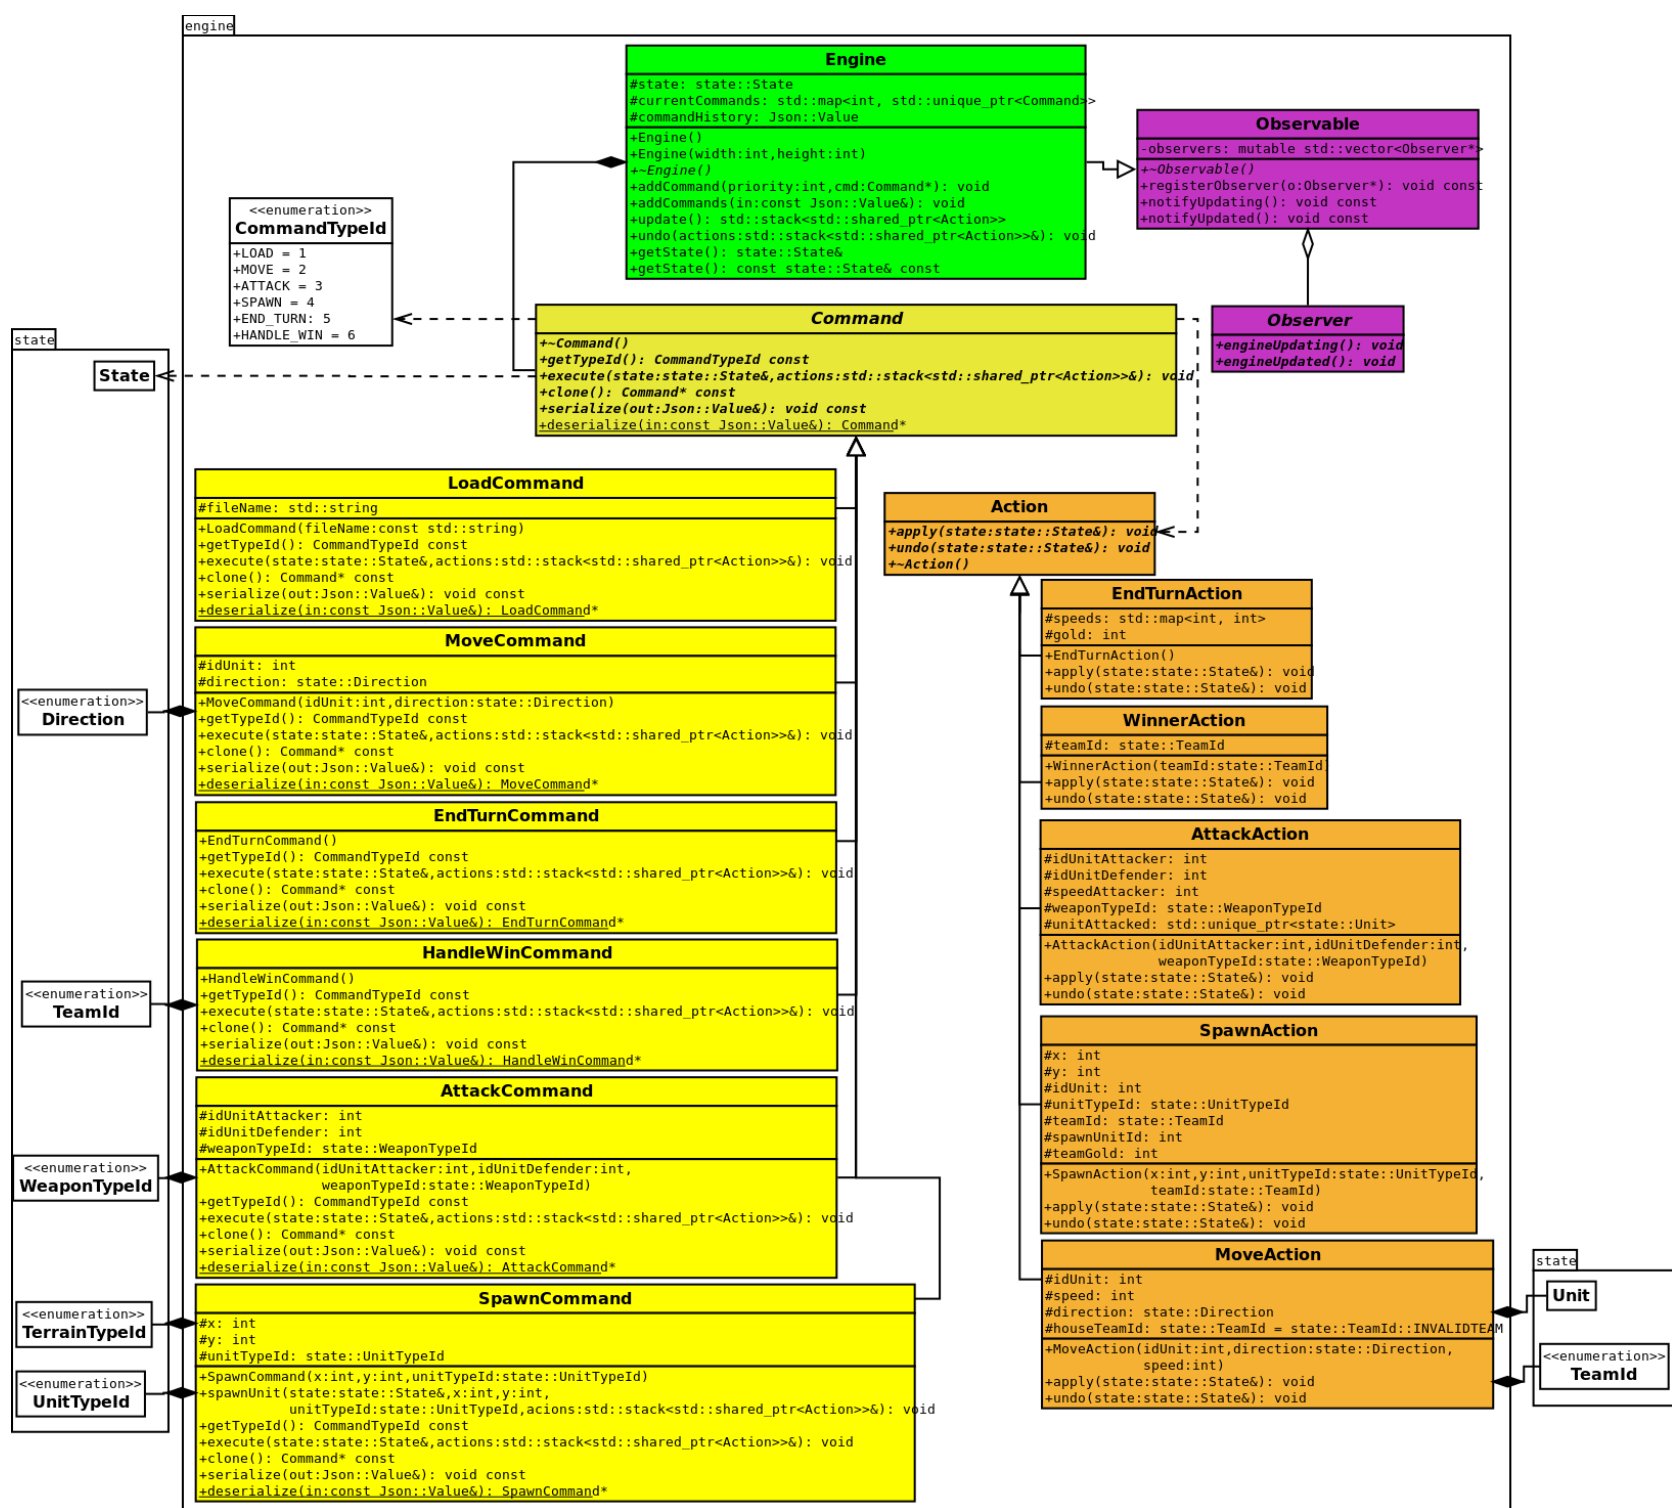 engine
Engine
#state: state::State
#currentCommands: std::map<int, std::unique_ptr<Command>>
#commandHistory: Json::Value
+Engine()
+Engine(width:int,height:int)
+~Engine()
+addCommand(priority:int,cmd:Command*): void
+addCommands(in:const Json::Value&): void
+update(): std::stack<std::shared_ptr<Action>>
+undo(actions:std::stack<std::shared_ptr<Action>>&): void
+getState(): state::State&
+getState(): const state::State& const
Observable
-observers: mutable std::vector<Observer*>
+~Observable()
+registerObserver(o:Observer*): void const
+notifyUpdating(): void const
+notifyUpdated(): void const
<<enumeration>>
CommandTypeId
+LOAD = 1
+MOVE = 2
+ATTACK = 3
+SPAWN = 4
+END_TURN: 5
+HANDLE_WIN = 6
Command
+~Command()
+getTypeId(): CommandTypeId const
+execute(state:state::State&,actions:std::stack<std::shared_ptr<Action>>&): void
+clone(): Command* const
+serialize(out:Json::Value&): void const
+deserialize(in:const Json::Value&): Command*
Observer
+engineUpdating(): void
+engineUpdated(): void
state
State
LoadCommand
#fileName: std::string
+LoadCommand(fileName:const std::string)
+getTypeId(): CommandTypeId const
+execute(state:state::State&,actions:std::stack<std::shared_ptr<Action>>&): void
+clone(): Command* const
+serialize(out:Json::Value&): void const
+deserialize(in:const Json::Value&): LoadCommand*
Action
+apply(state:state::State&): void
+undo(state:state::State&): void
+~Action()
MoveCommand
#idUnit: int
#direction: state::Direction
+MoveCommand(idUnit:int,direction:state::Direction)
+getTypeId(): CommandTypeId const
+execute(state:state::State&,actions:std::stack<std::shared_ptr<Action>>&): void
+clone(): Command* const
+serialize(out:Json::Value&): void const
+deserialize(in:const Json::Value&): MoveCommand*
<<enumeration>>
Direction
EndTurnAction
#speeds: std::map<int, int>
#gold: int
+EndTurnAction()
+apply(state:state::State&): void
+undo(state:state::State&): void
WinnerAction
#teamId: state::TeamId
+WinnerAction(teamId:state::TeamId)
+apply(state:state::State&): void
+undo(state:state::State&): void
EndTurnCommand
+EndTurnCommand()
+getTypeId(): CommandTypeId const
+execute(state:state::State&,actions:std::stack<std::shared_ptr<Action>>&): void
+clone(): Command* const
+serialize(out:Json::Value&): void const
+deserialize(in:const Json::Value&): EndTurnCommand*
AttackAction
#idUnitAttacker: int
#idUnitDefender: int
#speedAttacker: int
#weaponTypeId: state::WeaponTypeId
#unitAttacked: std::unique_ptr<state::Unit>
+AttackAction(idUnitAttacker:int,idUnitDefender:int,
weaponTypeId:state::WeaponTypeId)
+apply(state:state::State&): void
+undo(state:state::State&): void
HandleWinCommand
+HandleWinCommand()
+getTypeId(): CommandTypeId const
+execute(state:state::State&,actions:std::stack<std::shared_ptr<Action>>&): void
+clone(): Command* const
+serialize(out:Json::Value&): void const
+deserialize(in:const Json::Value&): HandleWinCommand*
<<enumeration>>
TeamId
SpawnAction
#x: int
#y: int
#idUnit: int
#unitTypeId: state::UnitTypeId
#teamId: state::TeamId
#spawnUnitId: int
#teamGold: int
+SpawnAction(x:int,y:int,unitTypeId:state::UnitTypeId,
teamId:state::TeamId)
+apply(state:state::State&): void
+undo(state:state::State&): void
AttackCommand
#idUnitAttacker: int
#idUnitDefender: int
#weaponTypeId: state::WeaponTypeId
+AttackCommand(idUnitAttacker:int,idUnitDefender:int,
weaponTypeId:state::WeaponTypeId)
+getTypeId(): CommandTypeId const
+execute(state:state::State&,actions:std::stack<std::shared_ptr<Action>>&): void
+clone(): Command* const
+serialize(out:Json::Value&): void const
+deserialize(in:const Json::Value&): AttackCommand*
<<enumeration>>
WeaponTypeId
MoveAction
#idUnit: int
#speed: int
#direction: state::Direction
#houseTeamId: state::TeamId = state::TeamId::INVALIDTEAM
+MoveAction(idUnit:int,direction:state::Direction,
speed:int)
+apply(state:state::State&): void
+undo(state:state::State&): void
state
Unit
<<enumeration>>
TeamId
SpawnCommand
#x: int
#y: int
#unitTypeId: state::UnitTypeId
+SpawnCommand(x:int,y:int,unitTypeId:state::UnitTypeId)
+spawnUnit(state:state::State&,x:int,y:int,
unitTypeId:state::UnitTypeId,acions:std::stack<std::shared_ptr<Action>>&): void
+getTypeId(): CommandTypeId const
+execute(state:state::State&,actions:std::stack<std::shared_ptr<Action>>&): void
+clone(): Command* const
+serialize(out:Json::Value&): void const
+deserialize(in:const Json::Value&): SpawnCommand*
<<enumeration>>
TerrainTypeId
<<enumeration>>
UnitTypeId